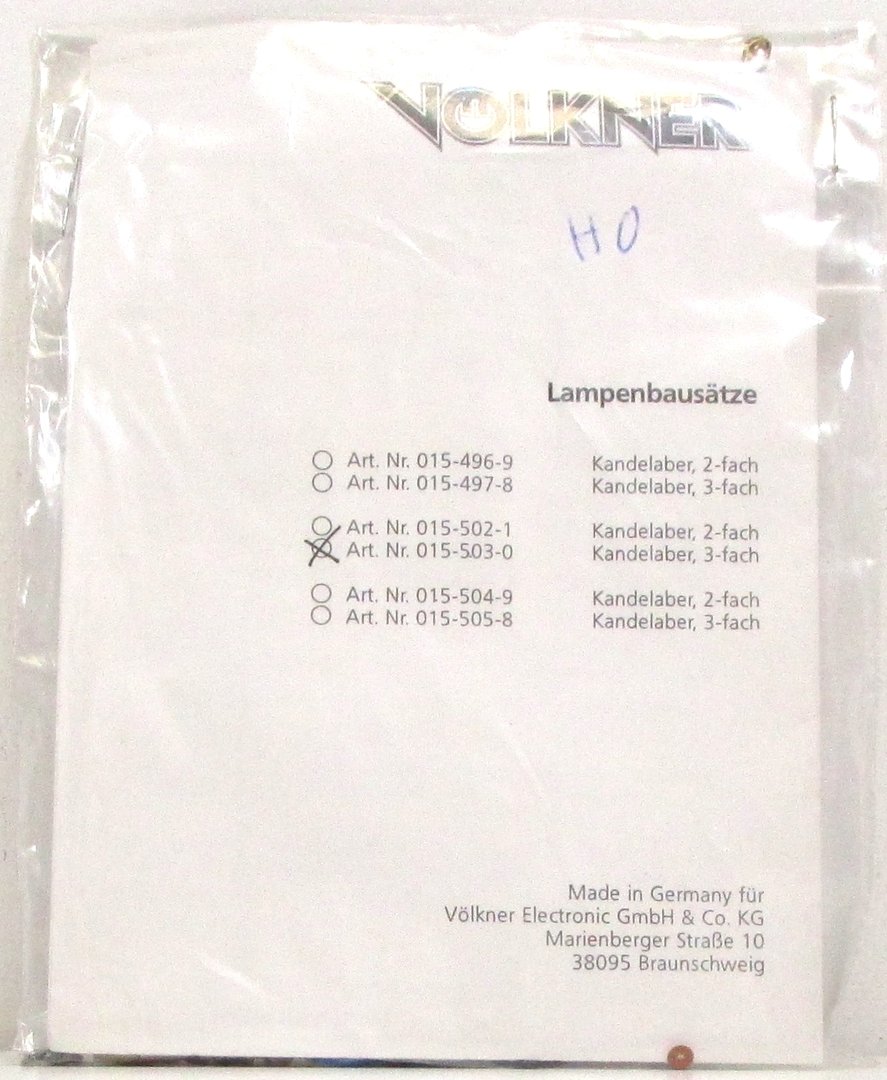 VÖLKNER
H0
Lampenbausätze
Art. Nr. 015-496-9 Kandelaber, 2-fach
Art. Nr. 015-497-8 Kandelaber, 3-fach
Art. Nr. 015-502-1 Kandelaber, 2-fach
Art. Nr. 015-503-0 Kandelaber, 3-fach
Art. Nr. 015-504-9 Kandelaber, 2-fach
Art. Nr. 015-505-8 Kandelaber, 3-fach
Made in Germany für
Völkner Electronic GmbH & Co. KG
Marienberger Straße 10
38095 Braunschweig